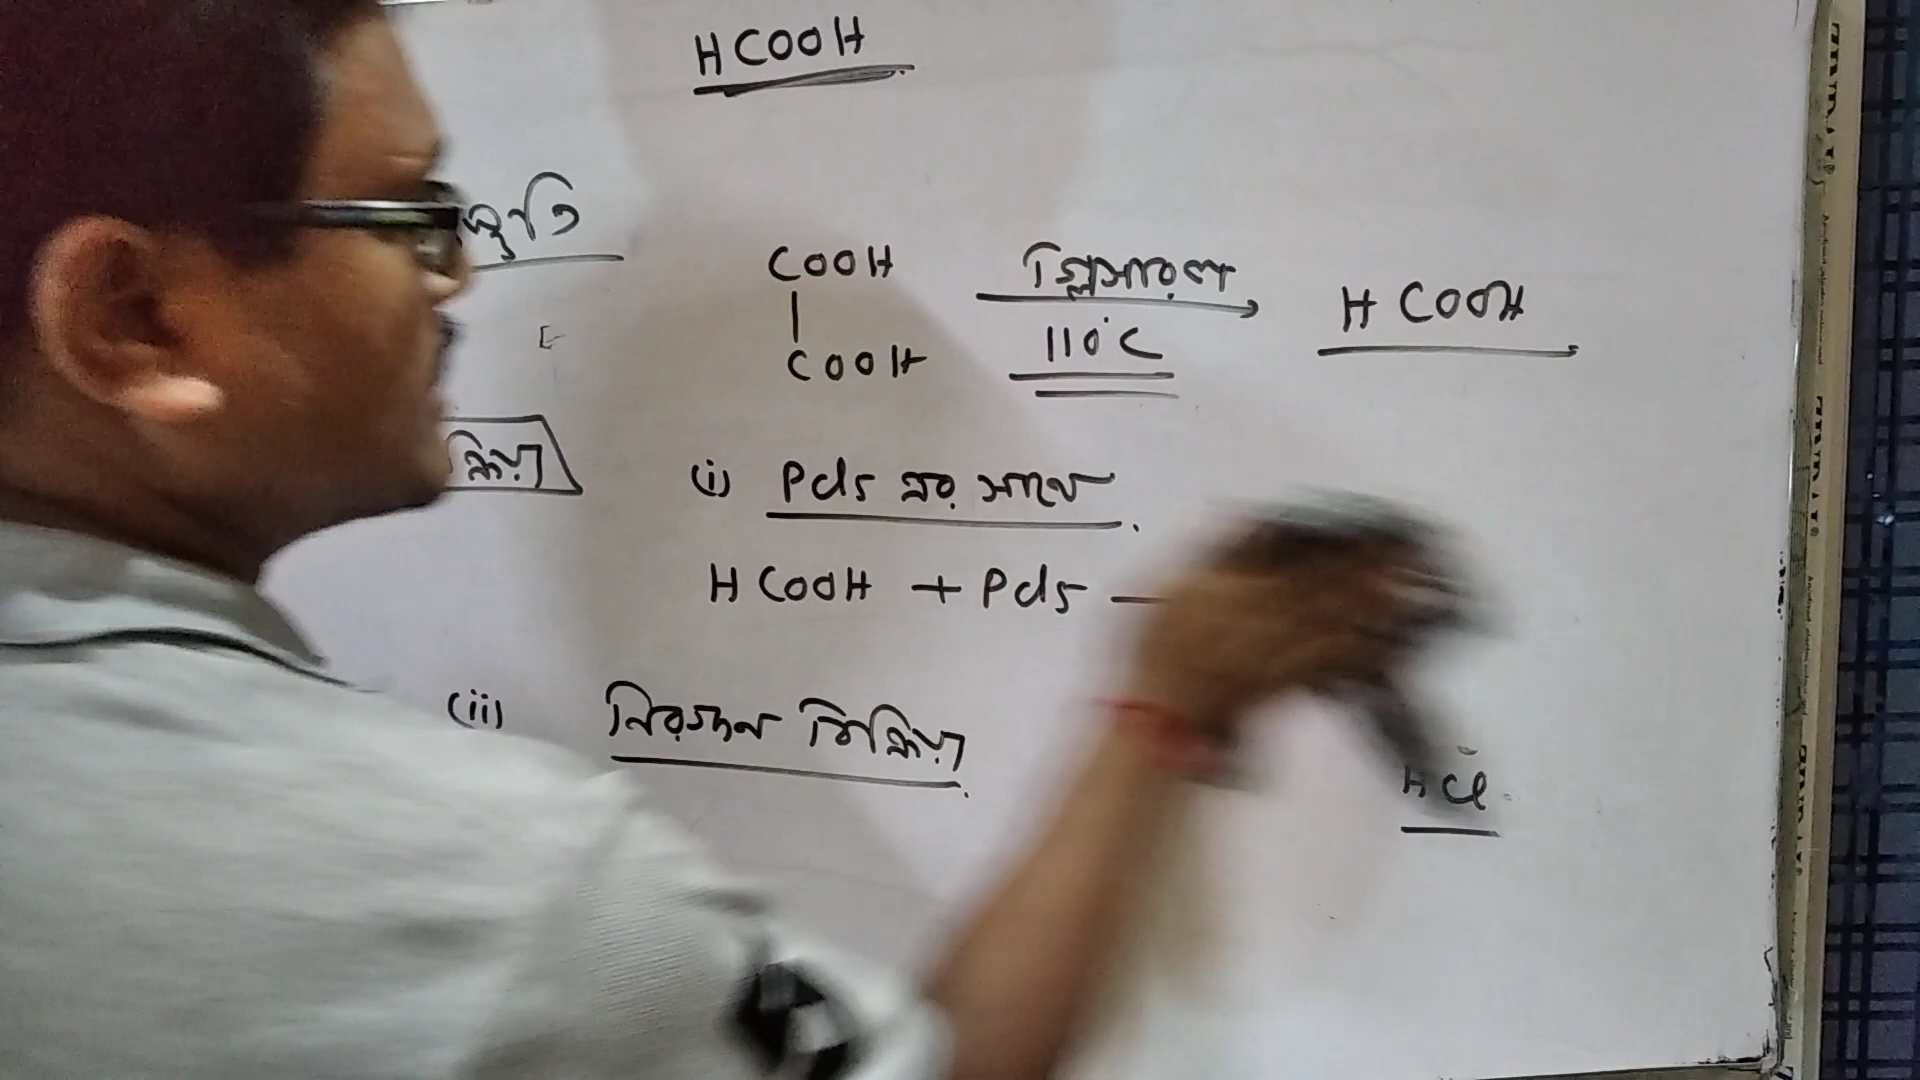 HCOOH
COOH
|
COOH
গ্লিসারল
110°C
HCOOH
(i) PCl5 এর সাথে
HCOOH + PCl5 —
(ii) নিরুদন বিক্রিয়া
HCl